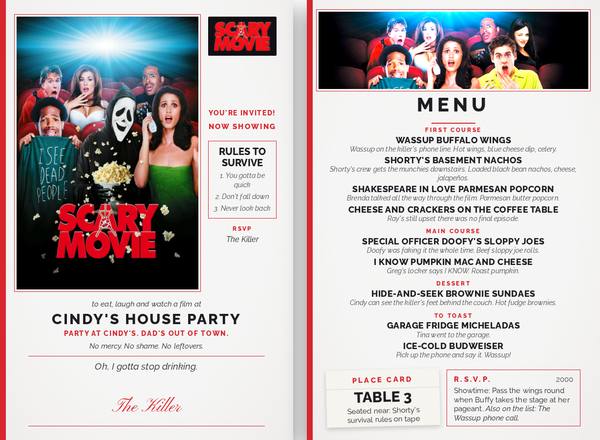 SCARY
MOVIE
YOU'RE INVITED!
NOW SHOWING
RULES TO
SURVIVE
1. You gotta be
quick
2. Don't fall down
3. Never look back
RSVP
The Killer
I SEE
DEAD
PEOPLE
SCARY
MOVIE
to eat, laugh and watch a film at
CINDY'S HOUSE PARTY
PARTY AT CINDY'S. DAD'S OUT OF TOWN.
No mercy. No shame. No leftovers.
Oh, I gotta stop drinking.
The Killer
MENU
FIRST COURSE
WASSUP BUFFALO WINGS
Wassup on the killer's phone line. Hot wings, blue cheese dip, celery.
SHORTY'S BASEMENT NACHOS
Shorty's crew gets the munchies downstairs. Loaded black bean nachos, cheese,
jalapeños.
SHAKESPEARE IN LOVE PARMESAN POPCORN
Brenda talked all the way through the film. Parmesan butter popcorn.
CHEESE AND CRACKERS ON THE COFFEE TABLE
Ray's still upset there was no final episode.
MAIN COURSE
SPECIAL OFFICER DOOFY'S SLOPPY JOES
Doofy was faking it the whole time. Beef sloppy joe rolls.
I KNOW PUMPKIN MAC AND CHEESE
Greg's locker says I KNOW. Roast pumpkin.
DESSERT
HIDE-AND-SEEK BROWNIE SUNDAES
Cindy can see the killer's feet behind the couch. Hot fudge brownies.
TO TOAST
GARAGE FRIDGE MICHELADAS
Tina went to the garage.
ICE-COLD BUDWEISER
Pick up the phone and say it. Wassup!
PLACE CARD
TABLE 3
Seated near: Shorty's
survival rules on tape
R.S.V.P. 2000
Showtime: Pass the wings round
when Buffy takes the stage at her
pageant. Also on the list: The
Wassup phone call.